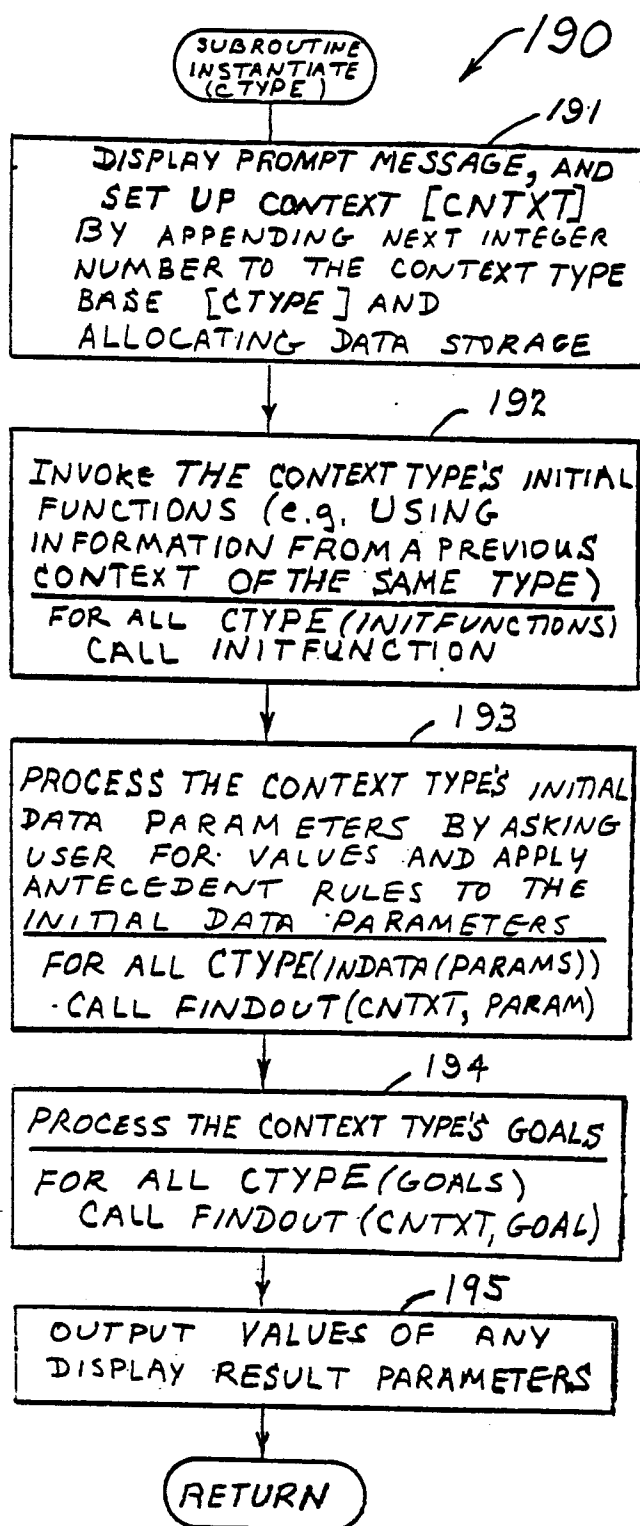 190
SUBROUTINE
INSTANTIATE
(CTYPE)
191
DISPLAY PROMPT MESSAGE, AND
SET UP CONTEXT [CNTXT]
BY APPENDING NEXT INTEGER
NUMBER TO THE CONTEXT TYPE
BASE [CTYPE] AND
ALLOCATING DATA STORAGE
192
INVOKE THE CONTEXT TYPE'S INITIAL
FUNCTIONS (e.g. USING
INFORMATION FROM A PREVIOUS
CONTEXT OF THE SAME TYPE)
FOR ALL CTYPE (INITFUNCTIONS)
CALL INITFUNCTION
193
PROCESS THE CONTEXT TYPE'S INITIAL
DATA PARAMETERS BY ASKING
USER FOR VALUES AND APPLY
ANTECEDENT RULES TO THE
INITIAL DATA PARAMETERS
FOR ALL CTYPE(INDATA(PARAMS))
CALL FINDOUT(CNTXT, PARAM)
194
PROCESS THE CONTEXT TYPE'S GOALS
FOR ALL CTYPE (GOALS)
CALL FINDOUT (CNTXT, GOAL)
195
OUTPUT VALUES OF ANY
DISPLAY RESULT PARAMETERS
RETURN